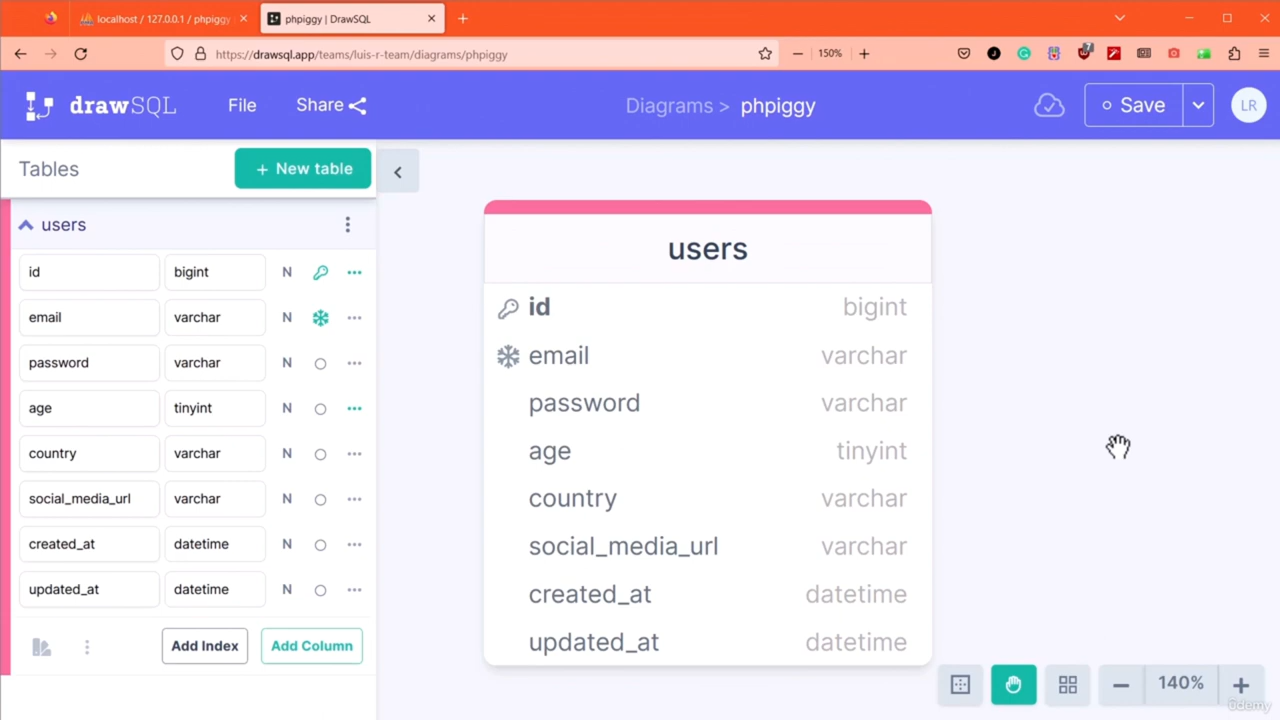 localhost / 127.0.0.1 / phpiggy
phpiggy | DrawSQL
https://drawsql.app/teams/luis-r-team/diagrams/phpiggy
150%
7
drawSQL
File
Share
Diagrams >
phpiggy
Save
LR
Tables
+ New table
users
id bigint N
email varchar N
password varchar N
age tinyint N
country varchar N
social_media_url varchar N
created_at datetime N
updated_at datetime N
Add Index
Add Column
users
id bigint
email varchar
password varchar
age tinyint
country varchar
social_media_url varchar
created_at datetime
updated_at datetime
140%
ûdemy